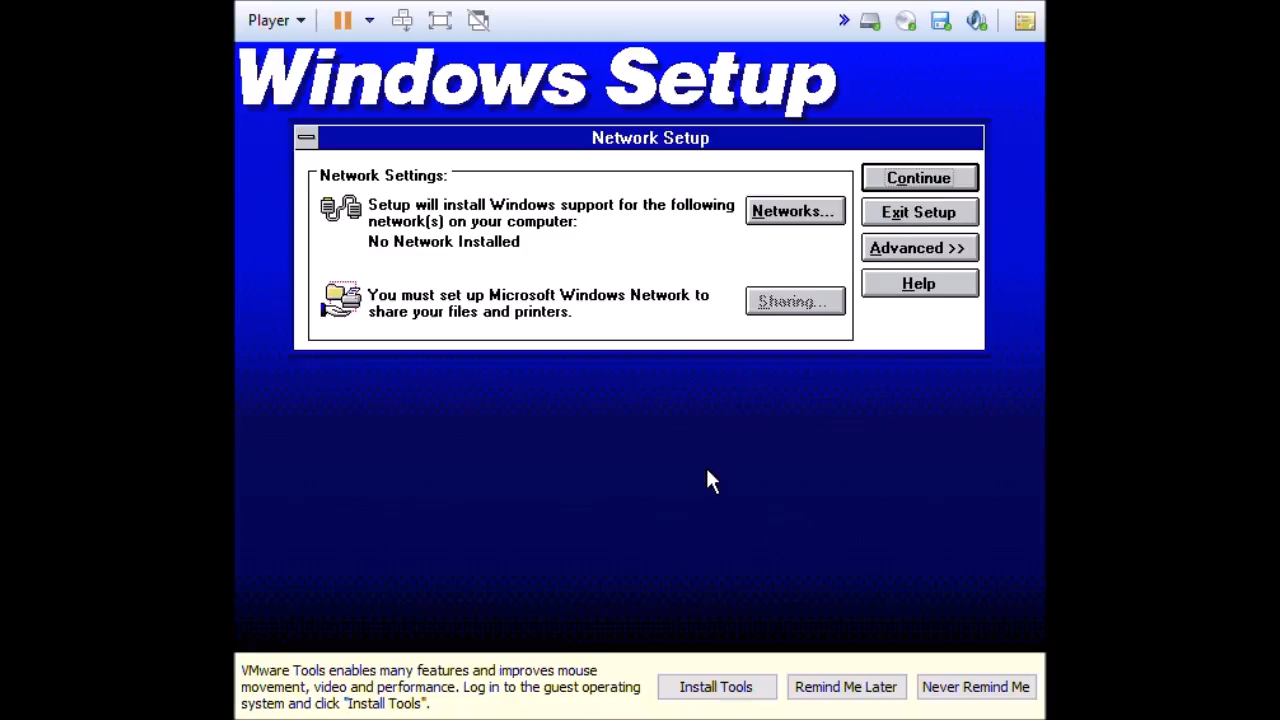 Player
Windows Setup
Network Setup
Network Settings:
Setup will install Windows support for the following
network(s) on your computer:
No Network Installed
Networks...
You must set up Microsoft Windows Network to
share your files and printers.
Sharing...
Continue
Exit Setup
Advanced >>
Help
VMware Tools enables many features and improves mouse
movement, video and performance. Log in to the guest operating
system and click "Install Tools".
Install Tools
Remind Me Later
Never Remind Me